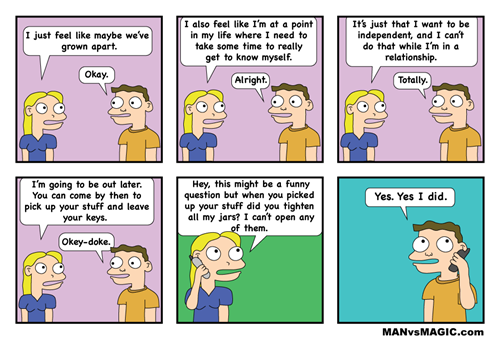 I just feel like maybe we've
grown apart.
Okay.
I also feel like I'm at a point
in my life where I need to
take some time to really
get to know myself.
Alright.
It's just that I want to be
independent, and I can't
do that while I'm in a
relationship.
Totally.
I'm going to be out later.
You can come by then to
pick up your stuff and leave
your keys.
Okey-doke.
Hey, this might be a funny
question but when you picked
up your stuff did you tighten
all my jars? I can't open any
of them.
Yes. Yes I did.
MANvsMAGIC.com